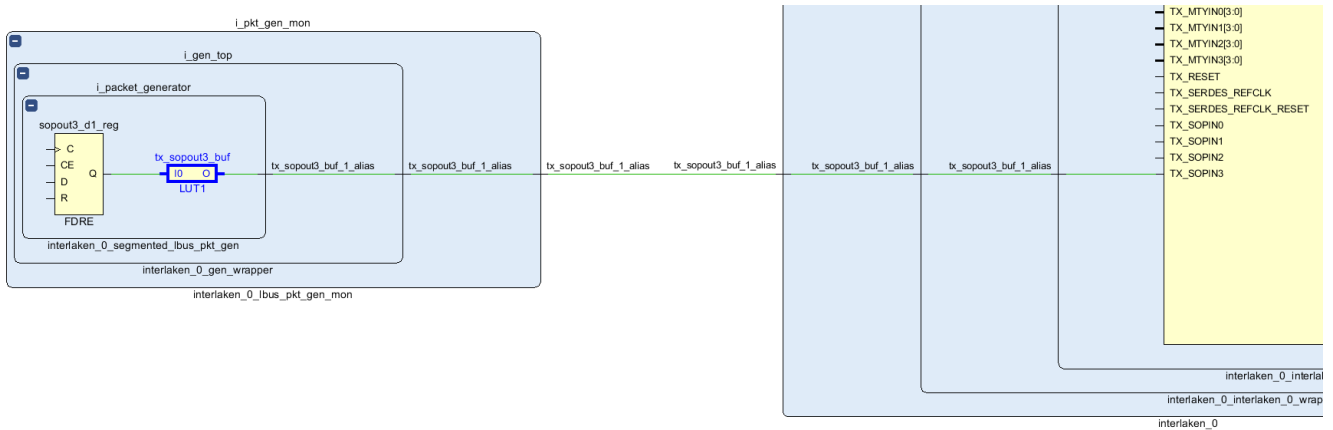 i_pkt_gen_mon
i_gen_top
i_packet_generator
sopout3_d1_reg
C
CE
D
R
Q
FDRE
tx_sopout3_buf
I0 O
LUT1
tx_sopout3_buf_1_alias
tx_sopout3_buf_1_alias
tx_sopout3_buf_1_alias
tx_sopout3_buf_1_alias
tx_sopout3_buf_1_alias
tx_sopout3_buf_1_alias
interlaken_0_segmented_lbus_pkt_gen
interlaken_0_gen_wrapper
interlaken_0_lbus_pkt_gen_mon
TX_MTYIN0[3:0]
TX_MTYIN1[3:0]
TX_MTYIN2[3:0]
TX_MTYIN3[3:0]
TX_RESET
TX_SERDES_REFCLK
TX_SERDES_REFCLK_RESET
TX_SOPIN0
TX_SOPIN1
TX_SOPIN2
TX_SOPIN3
interlaken_0_interla
interlaken_0_interlaken_0_wrap
interlaken_0